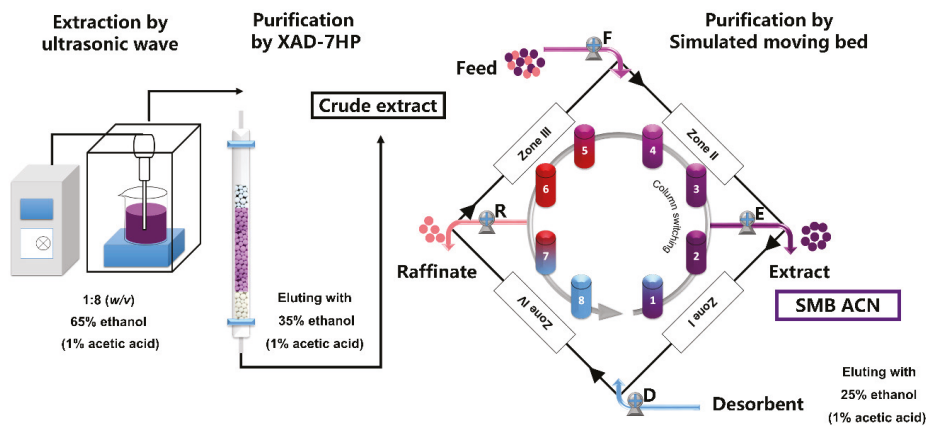 Extraction by
ultrasonic wave
1:8 (w/v)
65% ethanol
(1% acetic acid)
Purification
by XAD-7HP
Crude extract
Eluting with
35% ethanol
(1% acetic acid)
Purification by
Simulated moving bed
F
Feed
Zone III
Zone II
5
4
6
3
Column switching
R
E
Raffinate
7
2
Extract
SMB ACN
8
1
Zone IV
Zone I
D
Desorbent
Eluting with
25% ethanol
(1% acetic acid)